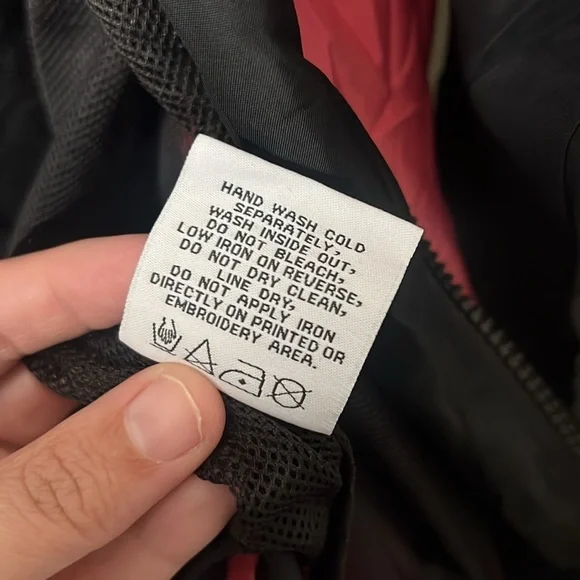 HAND WASH COLD
SEPARATELY,
WASH INSIDE OUT,
DO NOT BLEACH,
LOW IRON ON REVERSE,
DO NOT DRY CLEAN,
LINE DRY,
DO NOT APPLY IRON
DIRECTLY ON PRINTED OR
EMBROIDERY AREA.